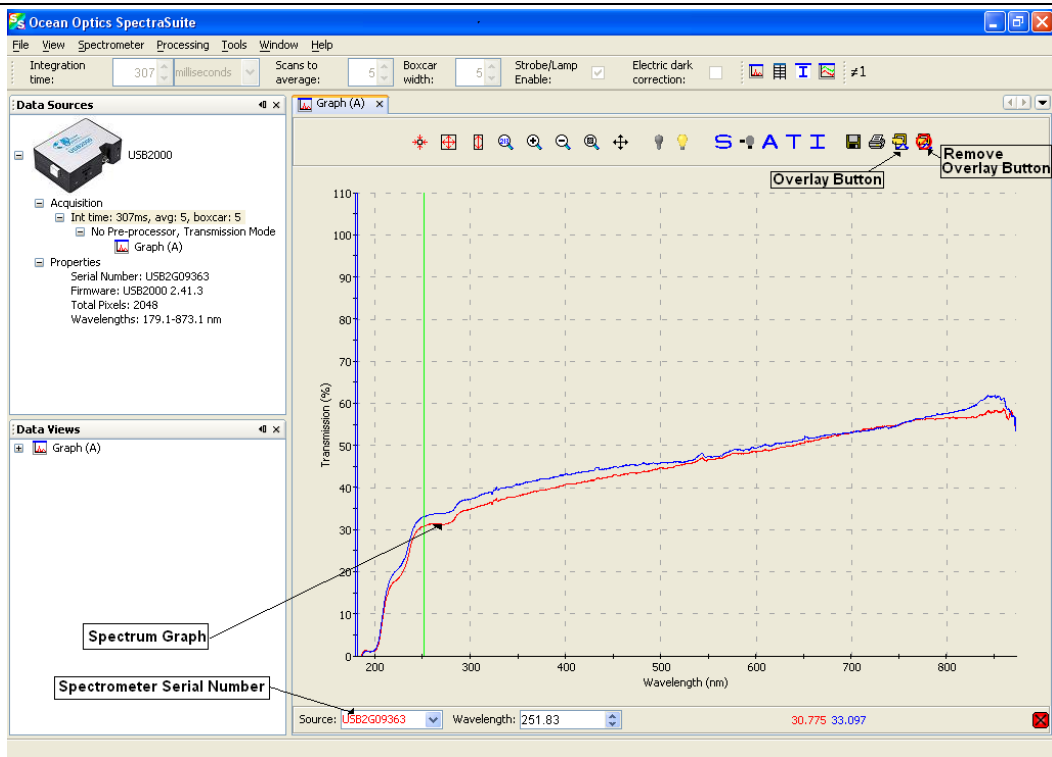 Ocean Optics SpectraSuite
File View Spectrometer Processing Tools Window Help
Integration time: 307 milliseconds Scans to average: 5 Boxcar width: 5 Strobe/Lamp Enable: Electric dark correction: ≠1
Data Sources
USB2000
Acquisition
Int time: 307ms, avg: 5, boxcar: 5
No Pre-processor, Transmission Mode
Graph (A)
Properties
Serial Number: USB2G09363
Firmware: USB2000 2.41.3
Total Pixels: 2048
Wavelengths: 179.1-873.1 nm
Data Views
Graph (A)
Graph (A)
S A T I
Overlay Button
Remove
Overlay Button
110
100
90
80
70
60
50
40
30
20
10
0
Transmission (%)
200 300 400 500 600 700 800
Wavelength (nm)
Spectrum Graph
Spectrometer Serial Number
Source: USB2G09363 Wavelength: 251.83 30.775 33.097